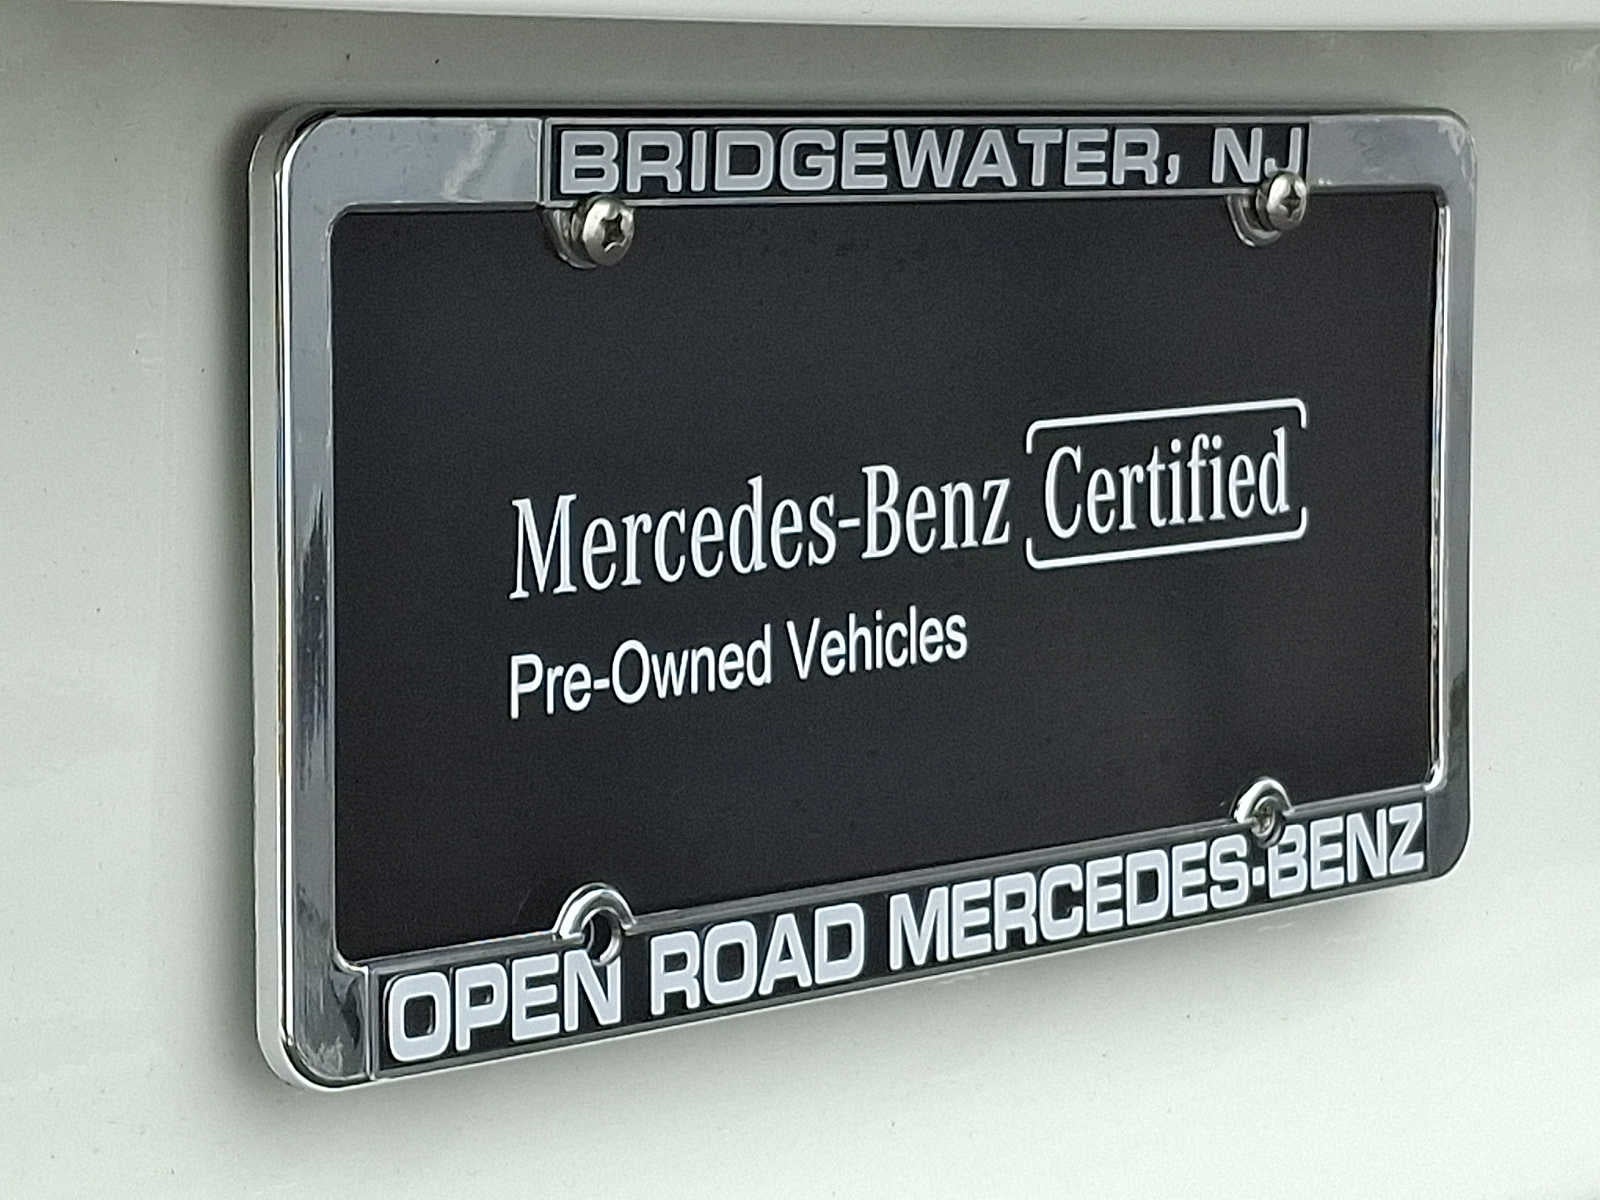 BRIDGEWATER, NJ
Mercedes-Benz Certified
Pre-Owned Vehicles
OPEN ROAD MERCEDES-BENZ